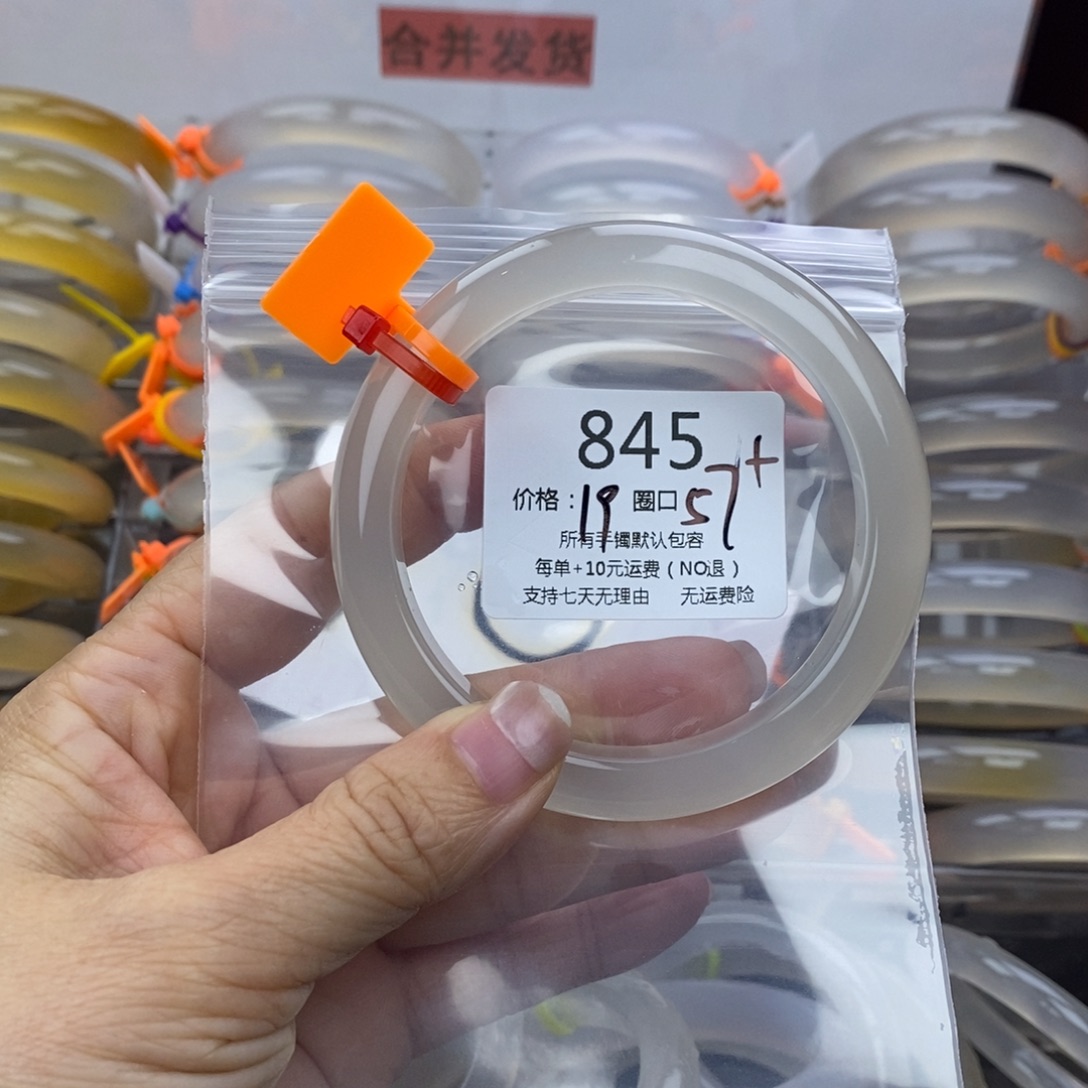 合并发货
845
价格：19 圈口 57+
所有手镯默认包容
每单+10元运费（NO退）
支持七天无理由 无运费险